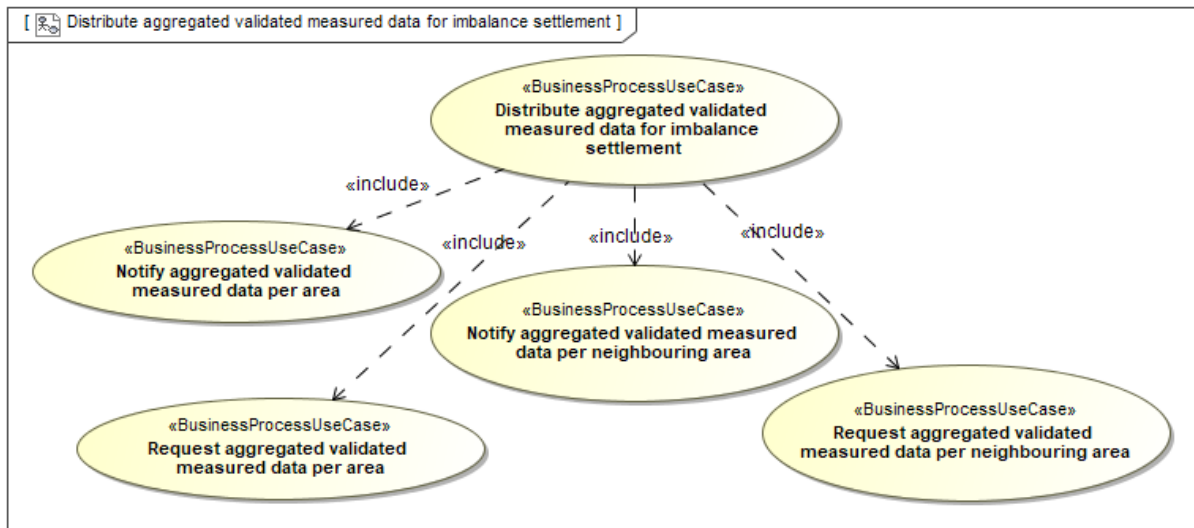 [ Distribute aggregated validated measured data for imbalance settlement ]
«BusinessProcessUseCase»
Distribute aggregated validated
measured data for imbalance
settlement
«include»
«include»
«include»
«include»
«BusinessProcessUseCase»
Notify aggregated validated
measured data per area
«BusinessProcessUseCase»
Notify aggregated validated measured
data per neighbouring area
«BusinessProcessUseCase»
Request aggregated validated
measured data per area
«BusinessProcessUseCase»
Request aggregated validated
measured data per neighbouring area